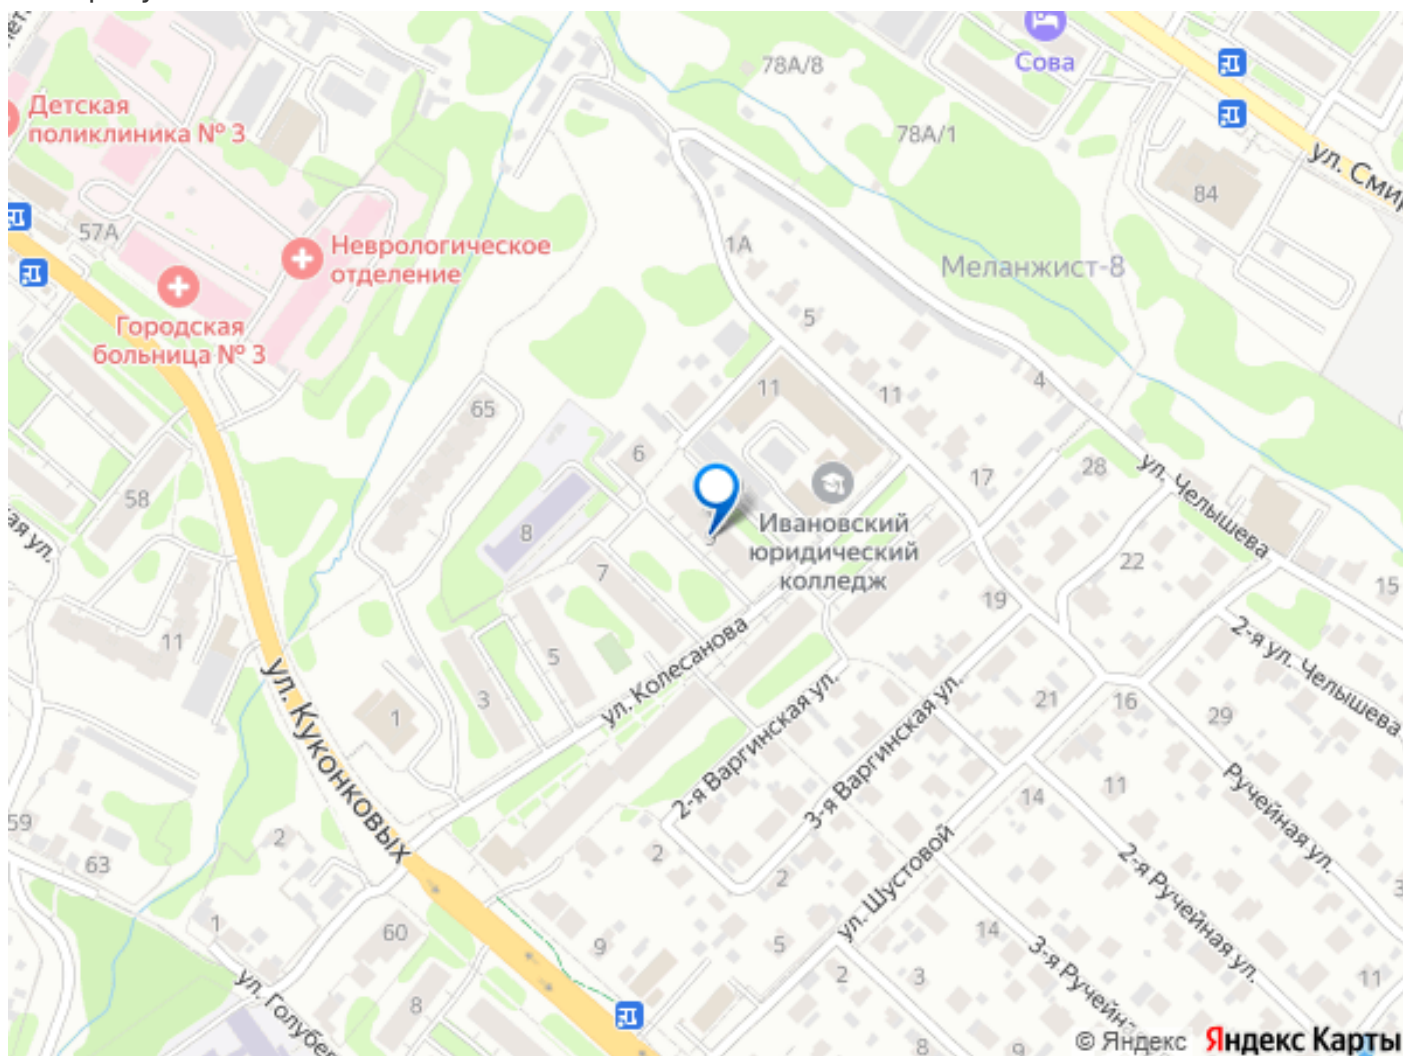 78А/8
Сова
Детская
поликлиника № 3
78А/1
ул. Смир
84
57А
Неврологическое
отделение
1А
Меланжист-8
Городская
больница № 3
5
65
11
11
4
6
58
17
28
ул. Челышева
8
Ивановский
юридический
колледж
ая ул.
7
22
15
19
11
5
ул. Колесанова
2-я ул. Челышева
3
1
21
16
29
ул. Куконковых
2-я Варгинская ул.
3-я Варгинская ул.
11
14
Ручейная ул.
59
63
2
2
2
ул. Шустовой
2-я Ручейная ул.
1
60
9
5
14
3-я Ручейн
2
3
11
ул. Голубе
8
8
9
© Яндекс Яндекс Карты